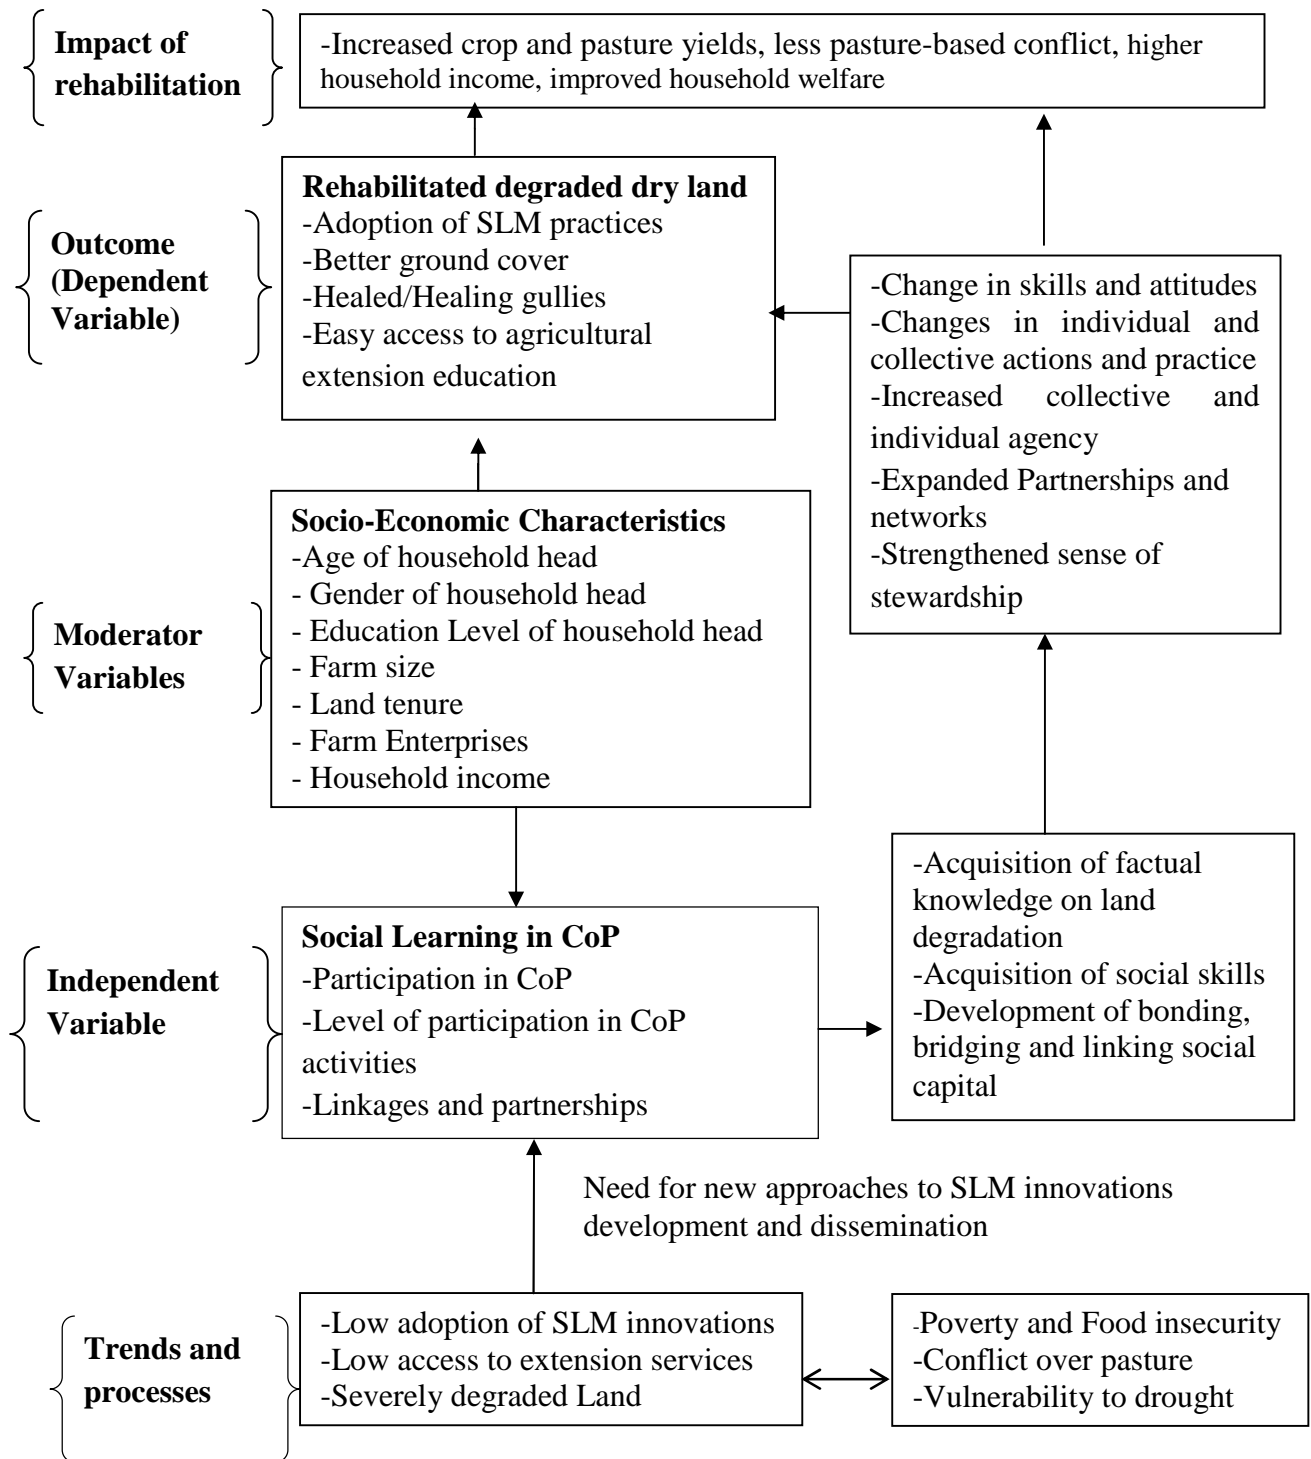 Impact of
rehabilitation
-Increased crop and pasture yields, less pasture-based conflict, higher
household income, improved household welfare
Outcome
(Dependent
Variable)
Rehabilitated degraded dry land
-Adoption of SLM practices
-Better ground cover
-Healed/Healing gullies
-Easy access to agricultural
extension education
-Change in skills and attitudes
-Changes in individual and
collective actions and practice
-Increased collective and
individual agency
-Expanded Partnerships and
networks
-Strengthened sense of
stewardship
Moderator
Variables
Socio-Economic Characteristics
-Age of household head
- Gender of household head
- Education Level of household head
- Farm size
- Land tenure
- Farm Enterprises
- Household income
Independent
Variable
Social Learning in CoP
-Participation in CoP
-Level of participation in CoP
activities
-Linkages and partnerships
-Acquisition of factual
knowledge on land
degradation
-Acquisition of social skills
-Development of bonding,
bridging and linking social
capital
Need for new approaches to SLM innovations
development and dissemination
Trends and
processes
-Low adoption of SLM innovations
-Low access to extension services
-Severely degraded Land
-Poverty and Food insecurity
-Conflict over pasture
-Vulnerability to drought